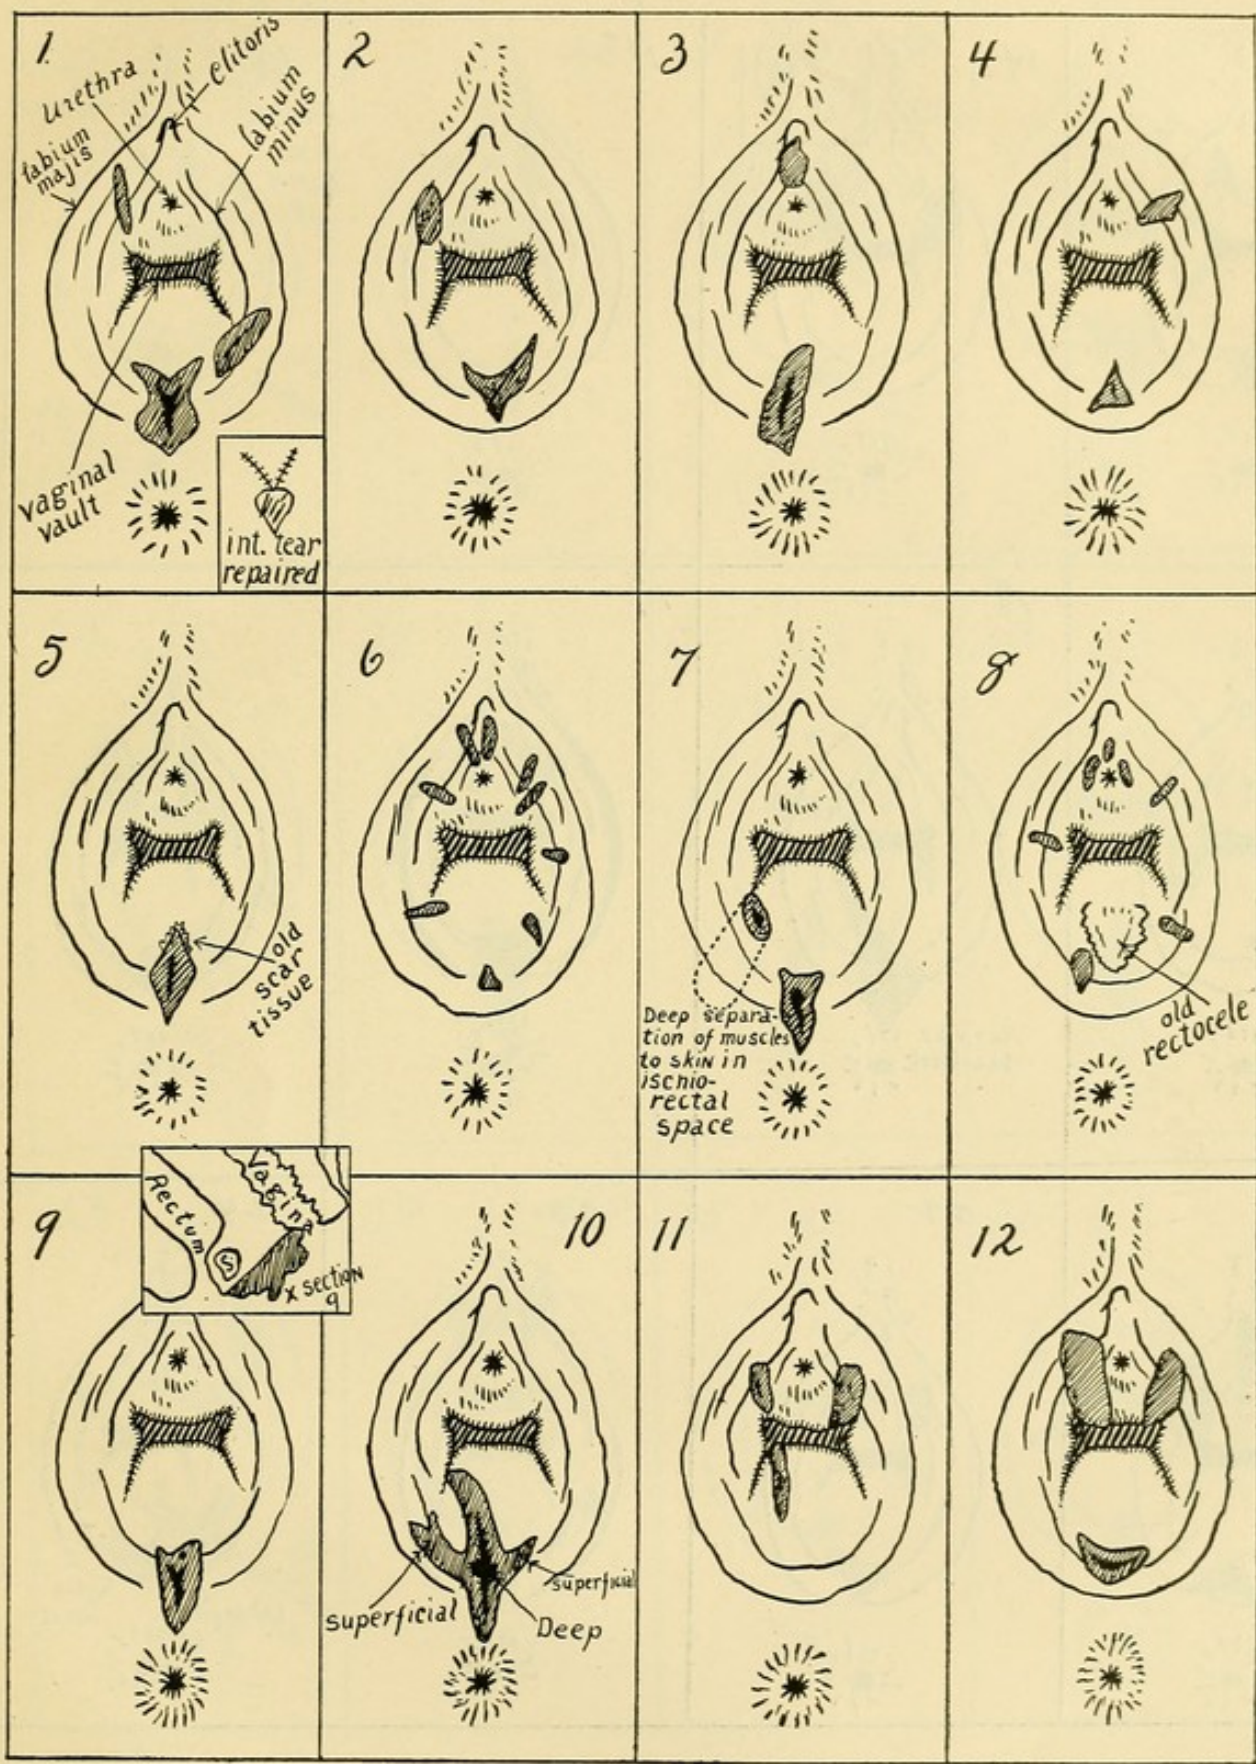 1.
Urethra
Clitoris
labium
majis
labium
minus
vaginal
vault
int. tear
repaired
2
3
4
5
old
scar
tissue
6
7
Deep separa-
tion of muscles
to skin in
ischio-
rectal
space
8
old
rectocele
9
Rectum
Vagina
S
X section
9
10
superficial
superficial
Deep
11
12